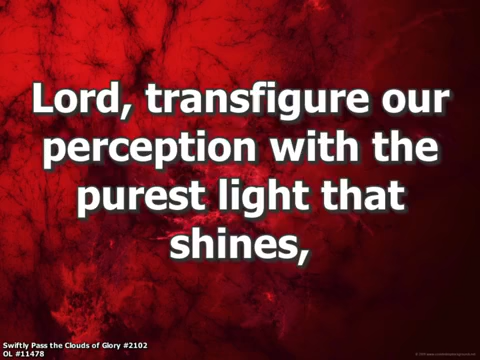 Lord, transfigure our
perception with the
purest light that
shines,
Swiftly Pass the Clouds of Glory #2102
OL #11478